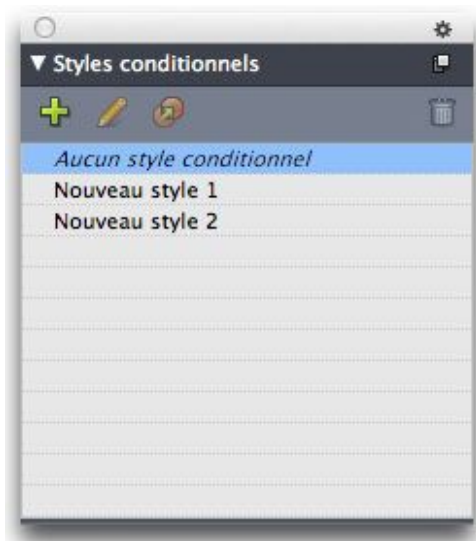 Styles conditionnels
Aucun style conditionnel
Nouveau style 1
Nouveau style 2